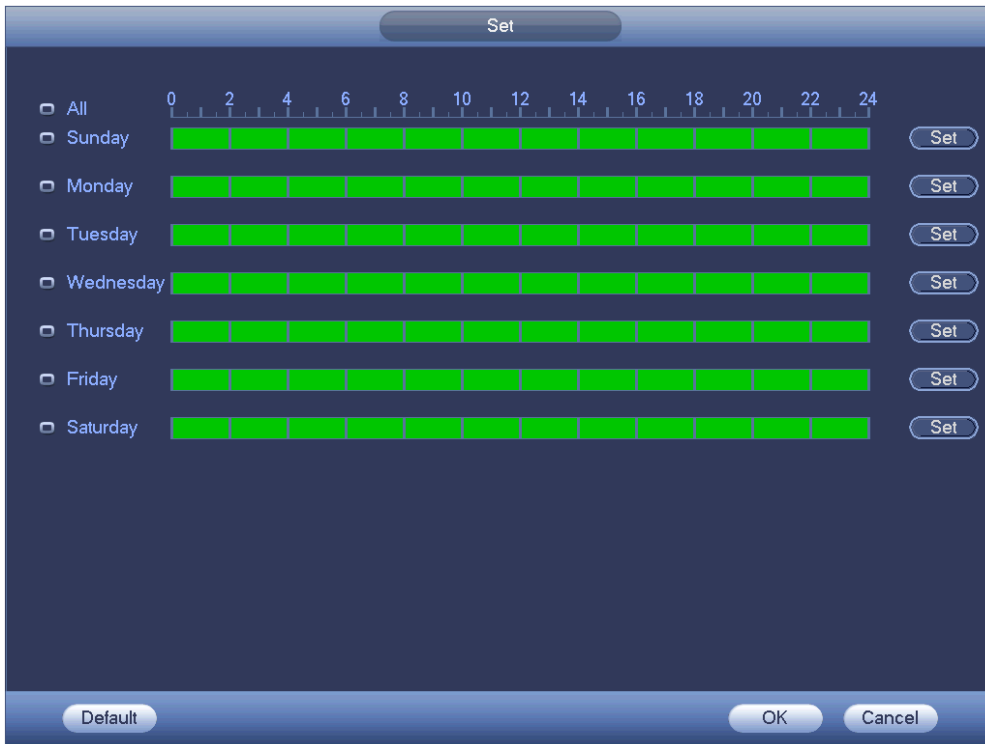 Set
0 2 4 6 8 10 12 14 16 18 20 22 24
All
Sunday Set
Monday Set
Tuesday Set
Wednesday Set
Thursday Set
Friday Set
Saturday Set
Default OK Cancel